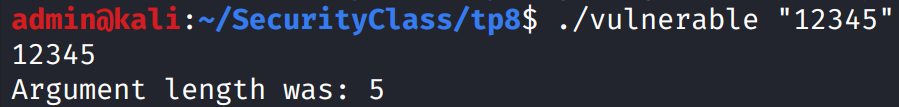 admin@kali:~/SecurityClass/tp8$ ./vulnerable "12345"
12345
Argument length was: 5